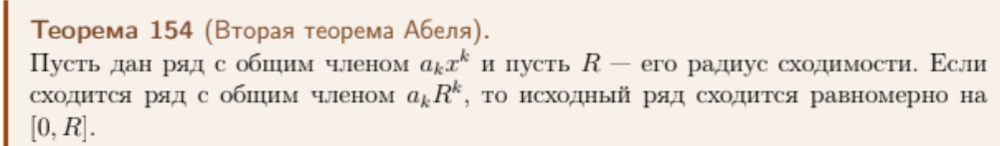 Теорема 154 (Вторая теорема Абеля).
Пусть дан ряд с общим членом $a_k x^k$ и пусть $R$ — его радиус сходимости. Если
сходится ряд с общим членом $a_k R^k$, то исходный ряд сходится равномерно на
$[0, R]$.